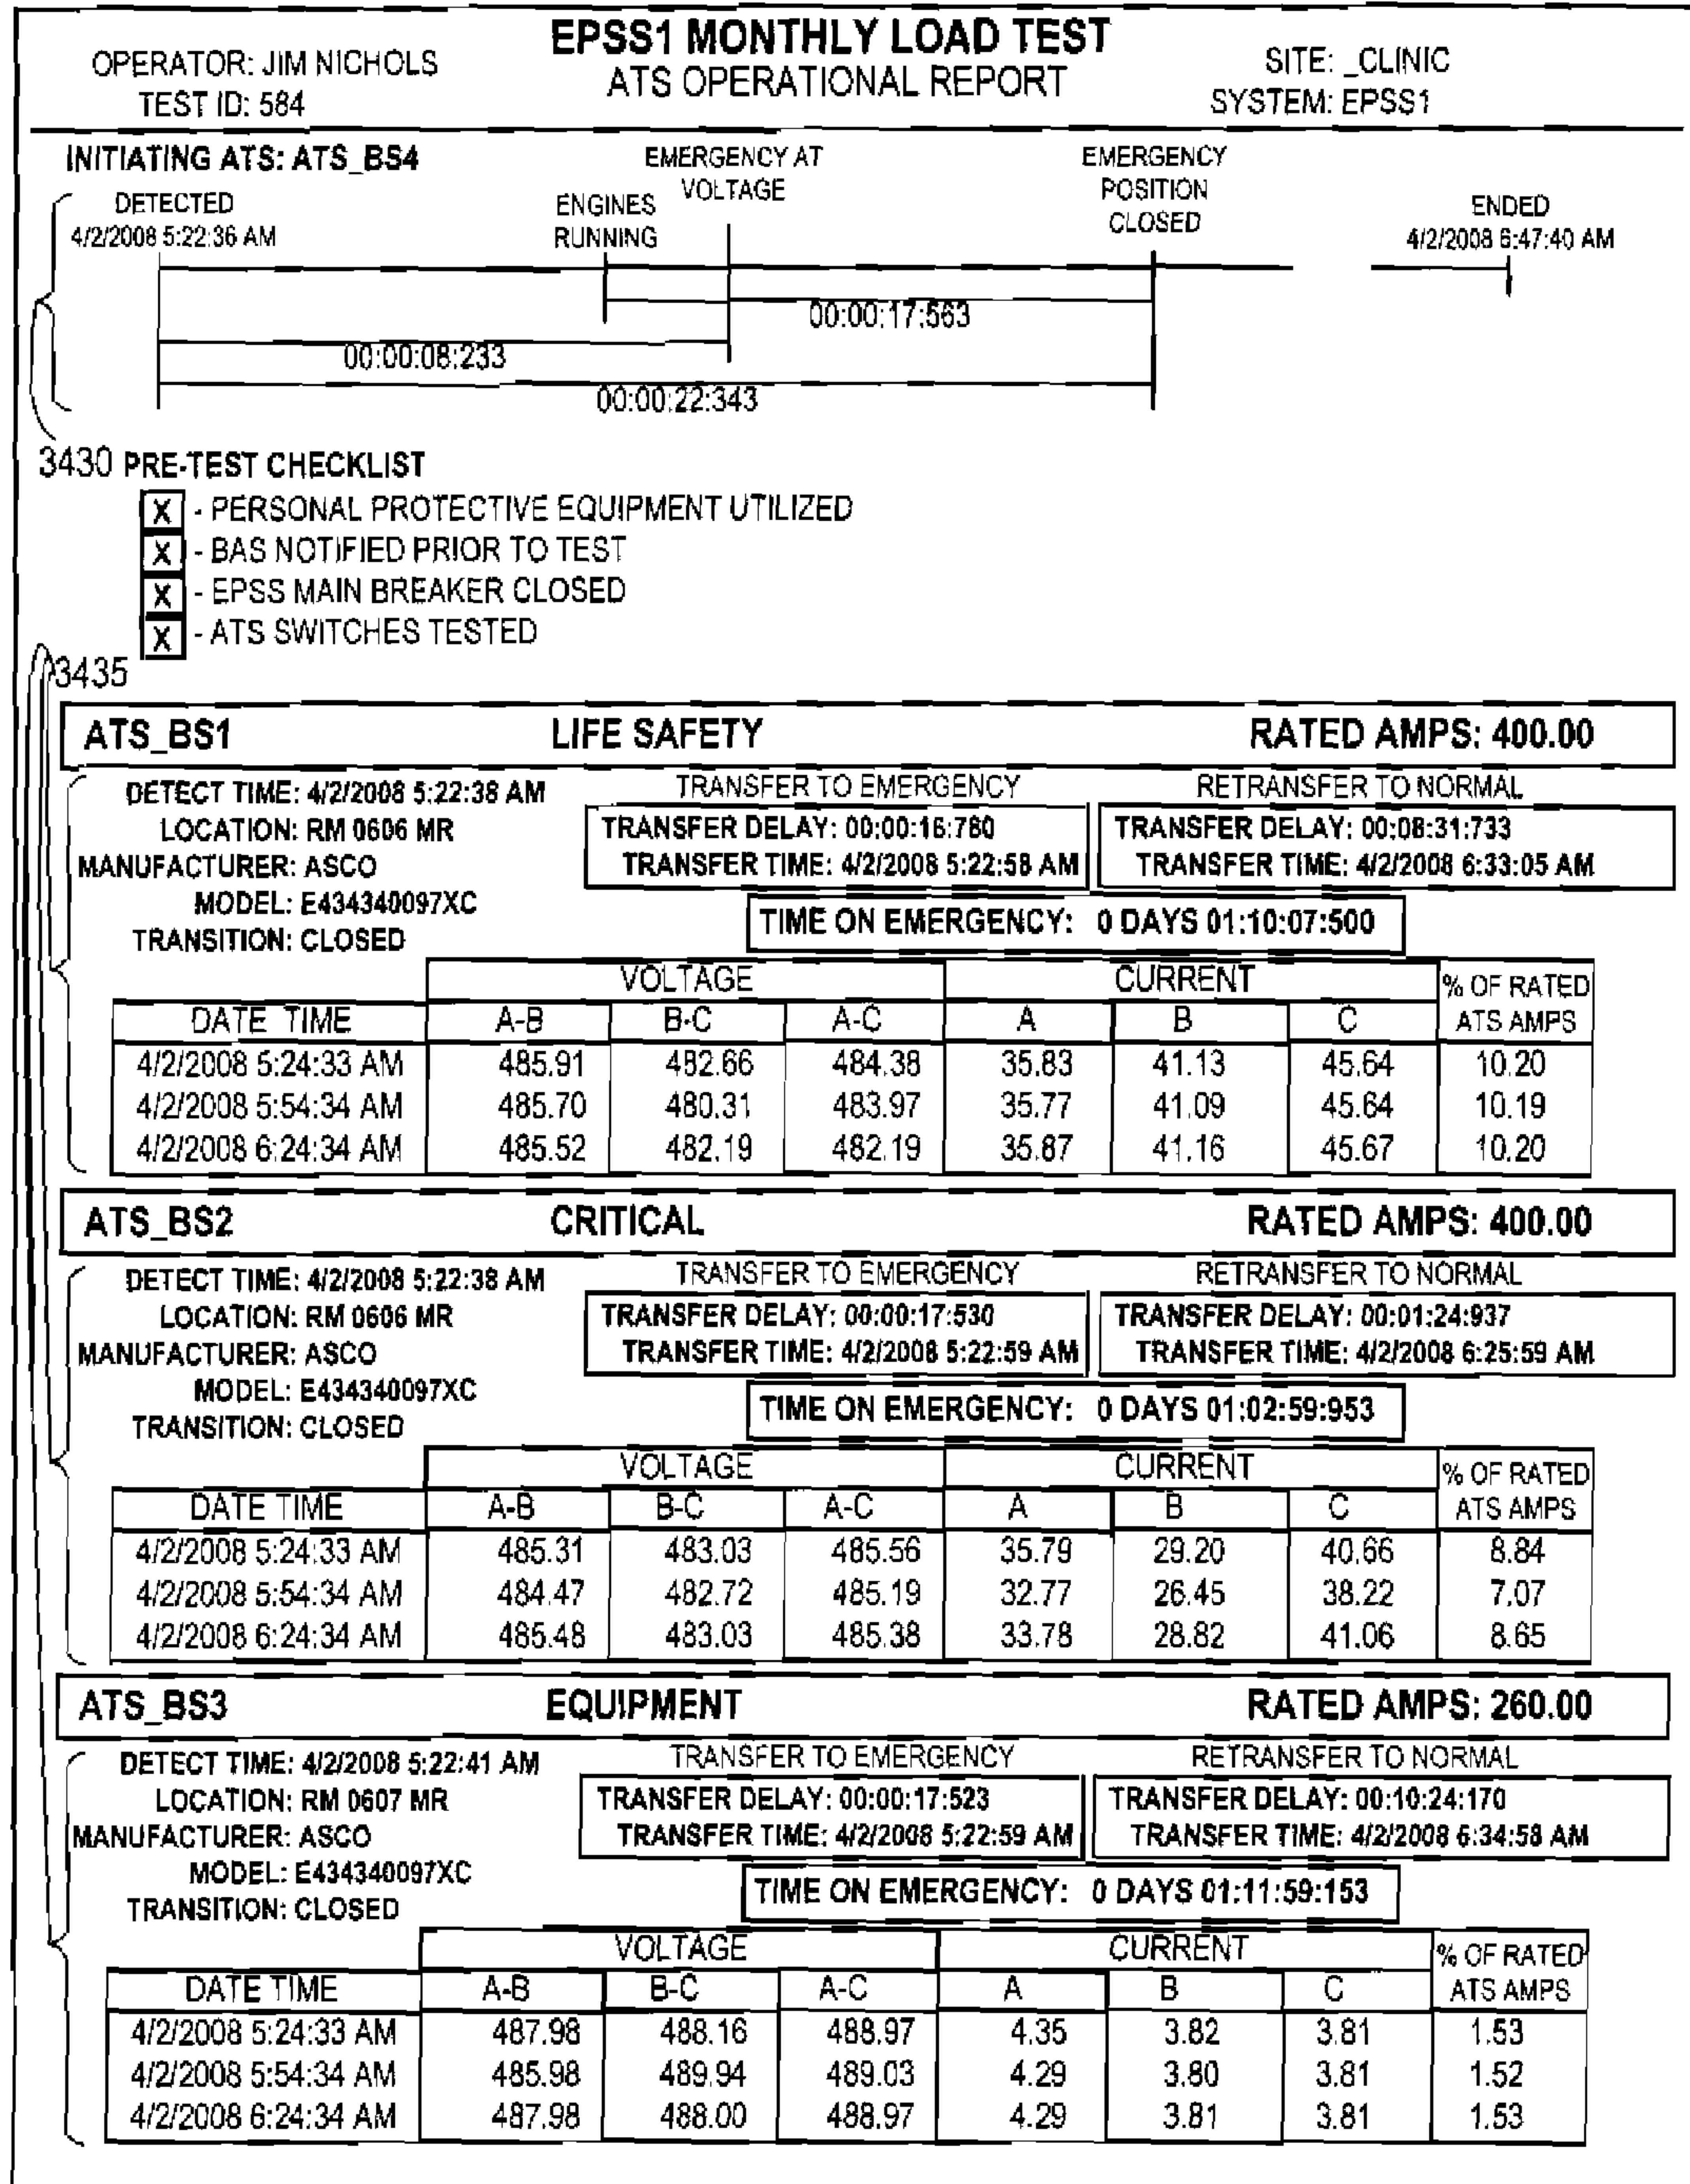 EPSS1 MONTHLY LOAD TEST
ATS OPERATIONAL REPORT
OPERATOR: JIM NICHOLS
TEST ID: 584
SITE: _CLINIC
SYSTEM: EPSS1
INITIATING ATS: ATS_BS4
DETECTED
4/2/2008 5:22:36 AM
ENGINES
RUNNING
EMERGENCY AT
VOLTAGE
EMERGENCY
POSITION
CLOSED
ENDED
4/2/2008 6:47:40 AM
00:00:17:563
00:00:08:233
00:00:22:343
3430 PRE-TEST CHECKLIST
X - PERSONAL PROTECTIVE EQUIPMENT UTILIZED
X - BAS NOTIFIED PRIOR TO TEST
X - EPSS MAIN BREAKER CLOSED
X - ATS SWITCHES TESTED
3435
ATS_BS1 LIFE SAFETY RATED AMPS: 400.00
DETECT TIME: 4/2/2008 5:22:38 AM
LOCATION: RM 0606 MR
MANUFACTURER: ASCO
MODEL: E434340097XC
TRANSITION: CLOSED
TRANSFER TO EMERGENCY
TRANSFER DELAY: 00:00:16:780
TRANSFER TIME: 4/2/2008 5:22:58 AM
RETRANSFER TO NORMAL
TRANSFER DELAY: 00:08:31:733
TRANSFER TIME: 4/2/2008 6:33:05 AM
TIME ON EMERGENCY: 0 DAYS 01:10:07:500
VOLTAGE CURRENT % OF RATED
DATE TIME A-B B-C A-C A B C ATS AMPS
4/2/2008 5:24:33 AM 485.91 482.66 484.38 35.83 41.13 45.64 10.20
4/2/2008 5:54:34 AM 485.70 480.31 483.97 35.77 41.09 45.64 10.19
4/2/2008 6:24:34 AM 485.52 482.19 482.19 35.87 41.16 45.67 10.20
ATS_BS2 CRITICAL RATED AMPS: 400.00
DETECT TIME: 4/2/2008 5:22:38 AM
LOCATION: RM 0606 MR
MANUFACTURER: ASCO
MODEL: E434340097XC
TRANSITION: CLOSED
TRANSFER TO EMERGENCY
TRANSFER DELAY: 00:00:17:530
TRANSFER TIME: 4/2/2008 5:22:59 AM
RETRANSFER TO NORMAL
TRANSFER DELAY: 00:01:24:937
TRANSFER TIME: 4/2/2008 6:25:59 AM
TIME ON EMERGENCY: 0 DAYS 01:02:59:953
VOLTAGE CURRENT % OF RATED
DATE TIME A-B B-C A-C A B C ATS AMPS
4/2/2008 5:24:33 AM 485.31 483.03 485.56 35.79 29.20 40.66 8.84
4/2/2008 5:54:34 AM 484.47 482.72 485.19 32.77 26.45 38.22 7.07
4/2/2008 6:24:34 AM 485.48 483.03 485.38 33.78 28.82 41.06 8.65
ATS_BS3 EQUIPMENT RATED AMPS: 260.00
DETECT TIME: 4/2/2008 5:22:41 AM
LOCATION: RM 0607 MR
MANUFACTURER: ASCO
MODEL: E434340097XC
TRANSITION: CLOSED
TRANSFER TO EMERGENCY
TRANSFER DELAY: 00:00:17:523
TRANSFER TIME: 4/2/2008 5:22:59 AM
RETRANSFER TO NORMAL
TRANSFER DELAY: 00:10:24:170
TRANSFER TIME: 4/2/2008 6:34:58 AM
TIME ON EMERGENCY: 0 DAYS 01:11:59:153
VOLTAGE CURRENT % OF RATED
DATE TIME A-B B-C A-C A B C ATS AMPS
4/2/2008 5:24:33 AM 487.98 488.16 488.97 4.35 3.82 3.81 1.53
4/2/2008 5:54:34 AM 485.98 489.94 489.03 4.29 3.80 3.81 1.52
4/2/2008 6:24:34 AM 487.98 488.00 488.97 4.29 3.81 3.81 1.53